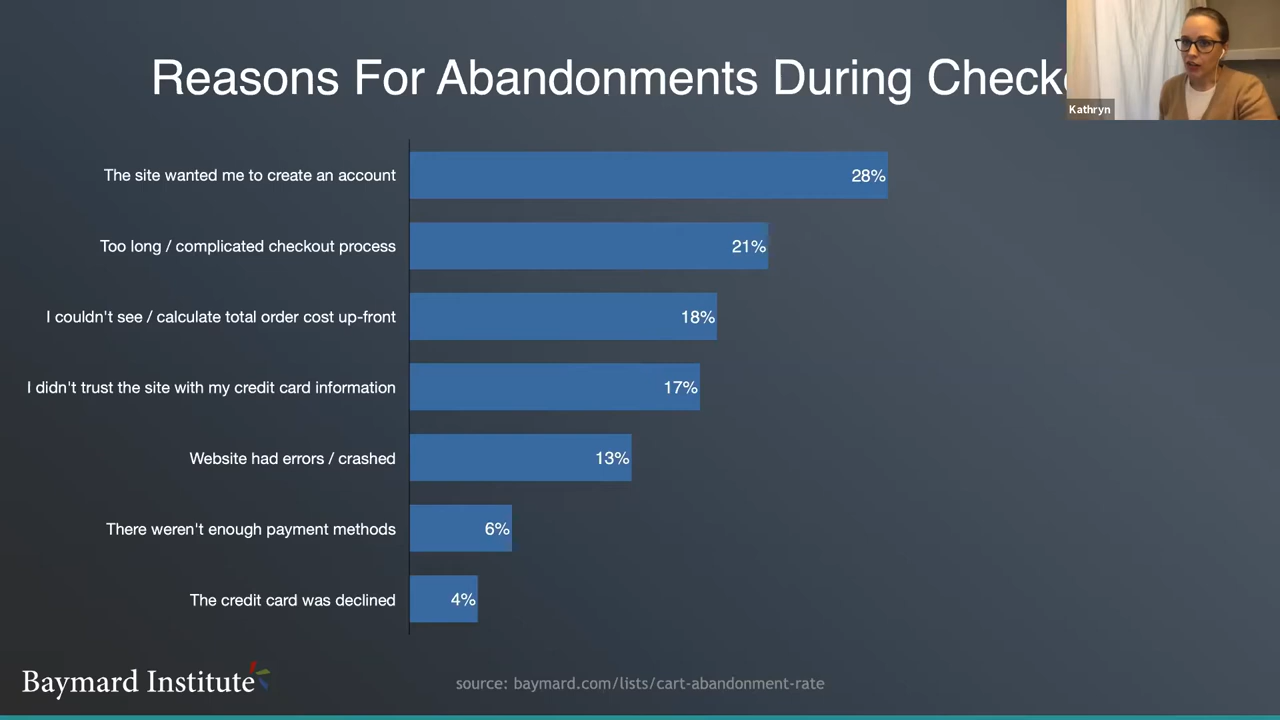 Reasons For Abandonments During
Kathryn
The site wanted me to create an account 28%
Too long / complicated checkout process 21%
I couldn't see / calculate total order cost up-front 18%
I didn't trust the site with my credit card information 17%
Website had errors / crashed 13%
There weren't enough payment methods 6%
The credit card was declined 4%
Baymard Institute
source: baymard.com/lists/cart-abandonment-rate